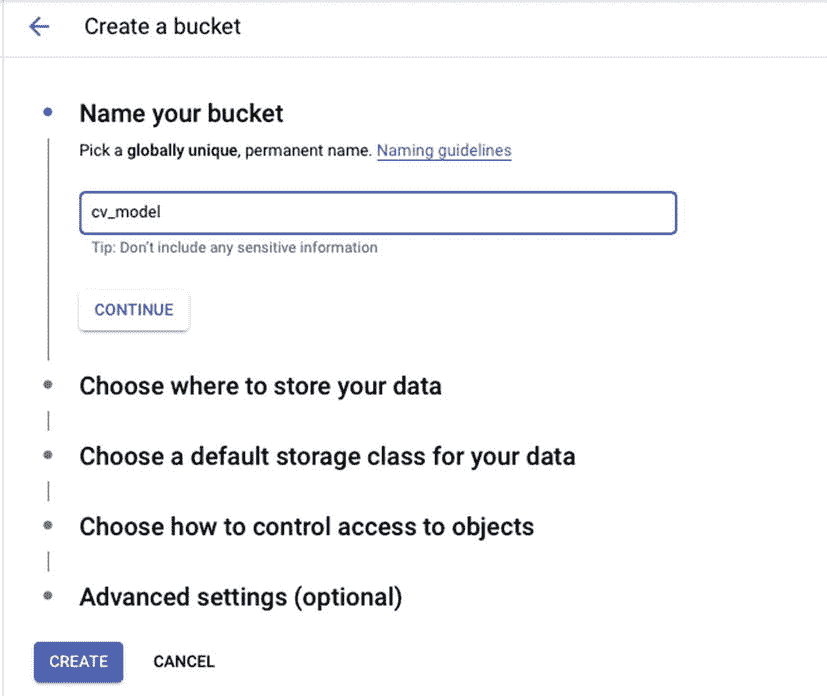 Create a bucket
Name your bucket
Pick a globally unique, permanent name. Naming guidelines
cv_model
Tip: Don't include any sensitive information
CONTINUE
Choose where to store your data
Choose a default storage class for your data
Choose how to control access to objects
Advanced settings (optional)
CREATE CANCEL